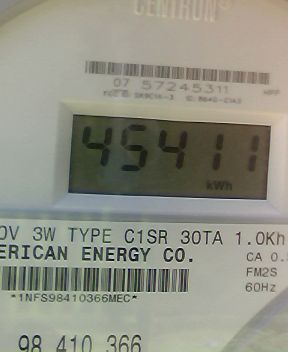 CENTRON®
07 57245311
45411
kWh
0V 3W TYPE C1SR 30TA 1.0Kh
ERICAN ENERGY CO.
CA 0.
FM2S
60Hz
*1NFS98410366MEC*
98 410 366